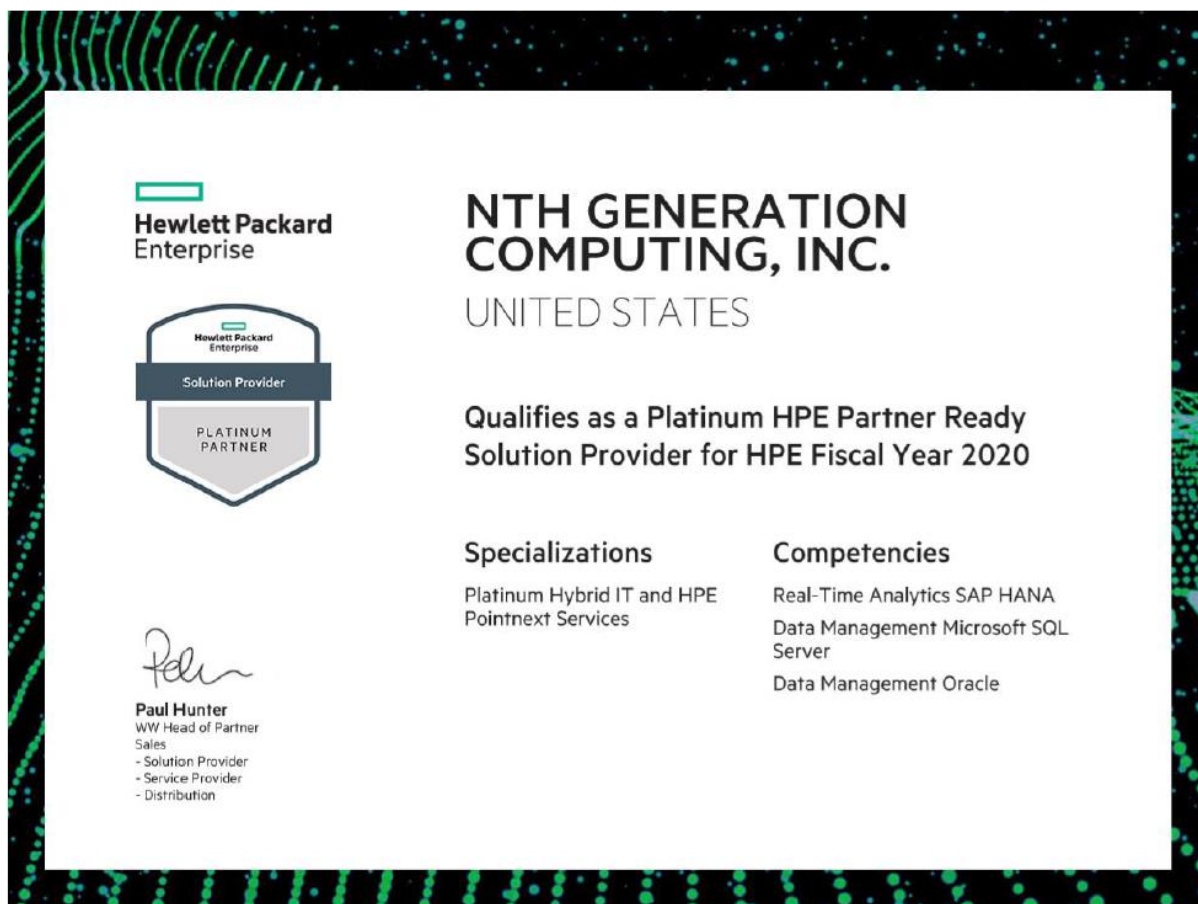 Hewlett Packard
Enterprise
Hewlett Packard
Enterprise
Solution Provider
PLATINUM
PARTNER
Paul Hunter
WW Head of Partner
Sales
- Solution Provider
- Service Provider
- Distribution
NTH GENERATION
COMPUTING, INC.
UNITED STATES
Qualifies as a Platinum HPE Partner Ready
Solution Provider for HPE Fiscal Year 2020
Specializations
Platinum Hybrid IT and HPE
Pointnext Services
Competencies
Real-Time Analytics SAP HANA
Data Management Microsoft SQL
Server
Data Management Oracle